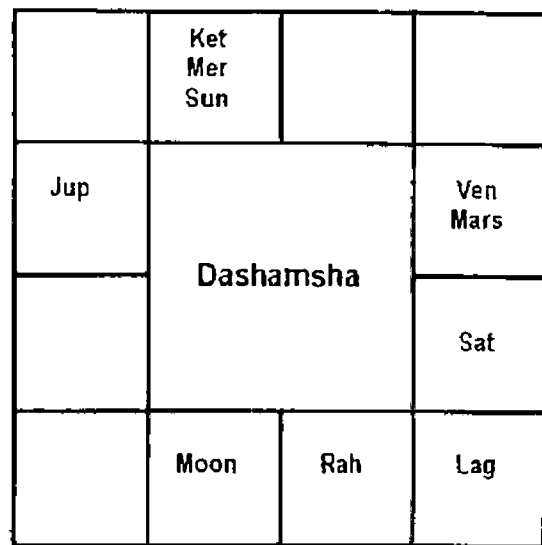 Ket
Mer
Sun
Jup
Ven
Mars
Dashamsha
Sat
Moon
Rah
Lag